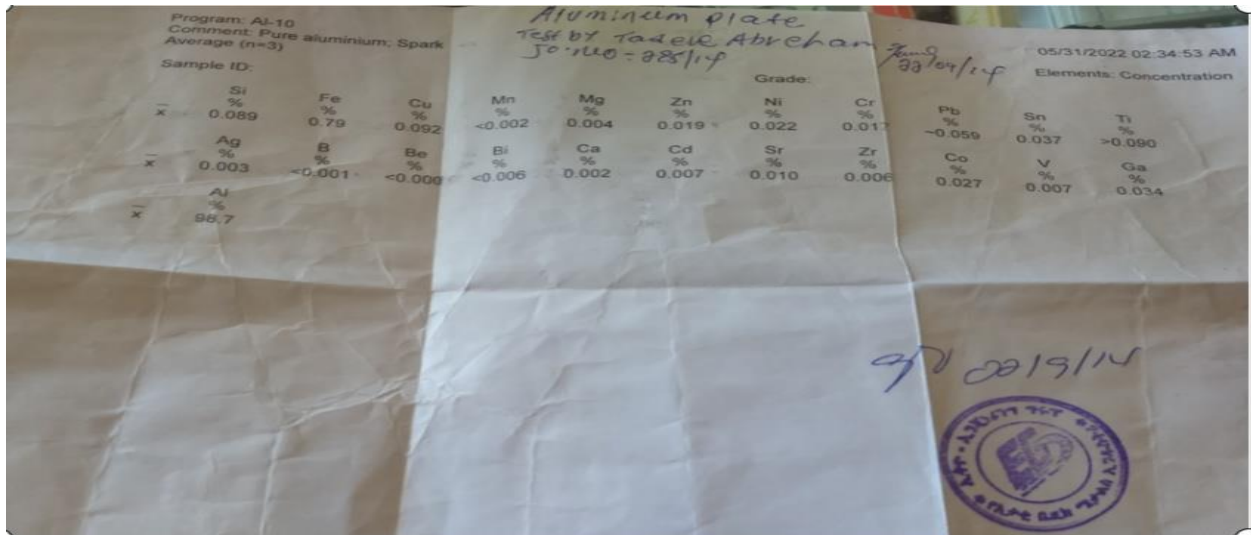 Program: Al-10
Comment: Pure aluminium; Spark
Average (n=3)
Aluminum plate
Test by Tadele Abreham
Jo.No = 285/14
22/09/14
05/31/2022 02:34:53 AM
Sample ID:
Grade:
Elements: Concentration
Si Fe Cu Mn Mg Zn Ni Cr Pb Sn Ti
% % % % % % % % % % %
x̅ 0.089 0.79 0.092 <0.002 0.004 0.019 0.022 0.017 ~0.059 0.037 >0.090
Ag B Be Bi Ca Cd Sr Zr Co V Ga
% % % % % % % % % % %
x̅ 0.003 <0.001 <0.000 <0.006 0.002 0.007 0.010 0.006 0.027 0.007 0.034
Al
%
x̅ 98.7